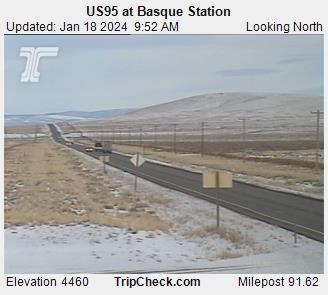 US95 at Basque Station
Updated: Jan 18 2024 9:52 AM Looking North
Elevation 4460 TripCheck.com Milepost 91.62